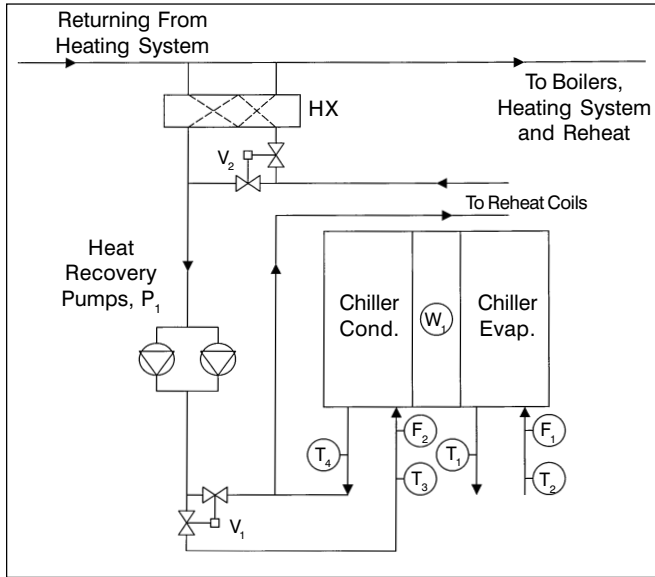 Returning From
Heating System
To Boilers,
Heating System
and Reheat
HX
V2
To Reheat Coils
Heat
Recovery
Pumps, P1
Chiller
Cond.
W1
Chiller
Evap.
F2
F1
T4
T3
T1
T2
V1